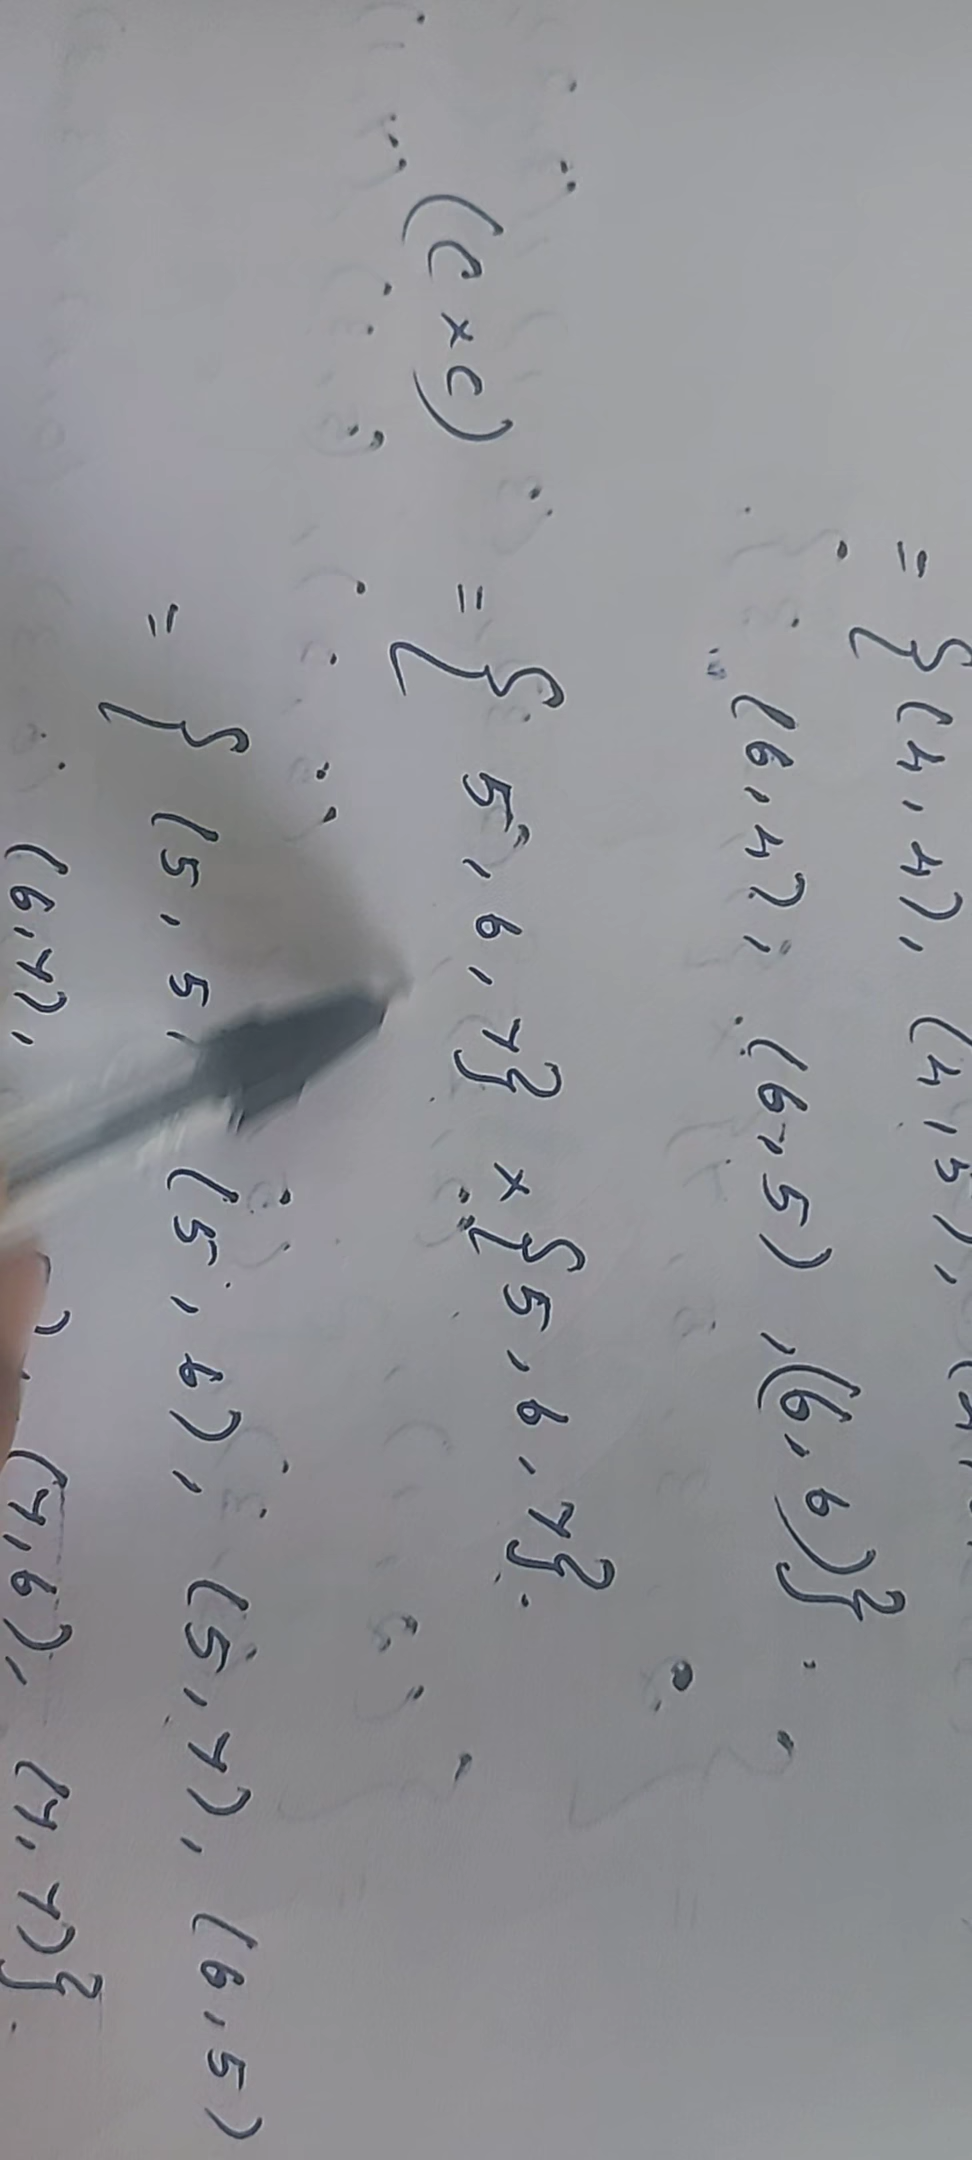 = {(4,4), (4,5), (4,
(6,4), (6,5), (6,6)}
(C × C) = {5, 6, 7} × {5, 6, 7}.
= { (5, 5, (5, 6), (5, 7), (6, 5)
(6,7), ), (7,6), (7,7)}.